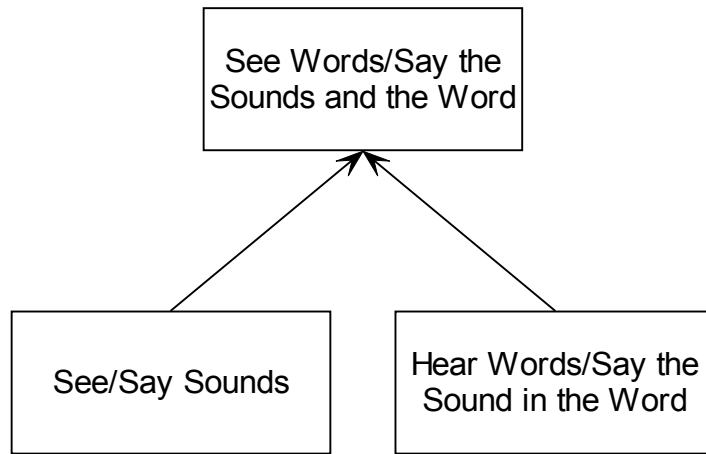 See Words/Say the
Sounds and the Word
See/Say Sounds
Hear Words/Say the
Sound in the Word